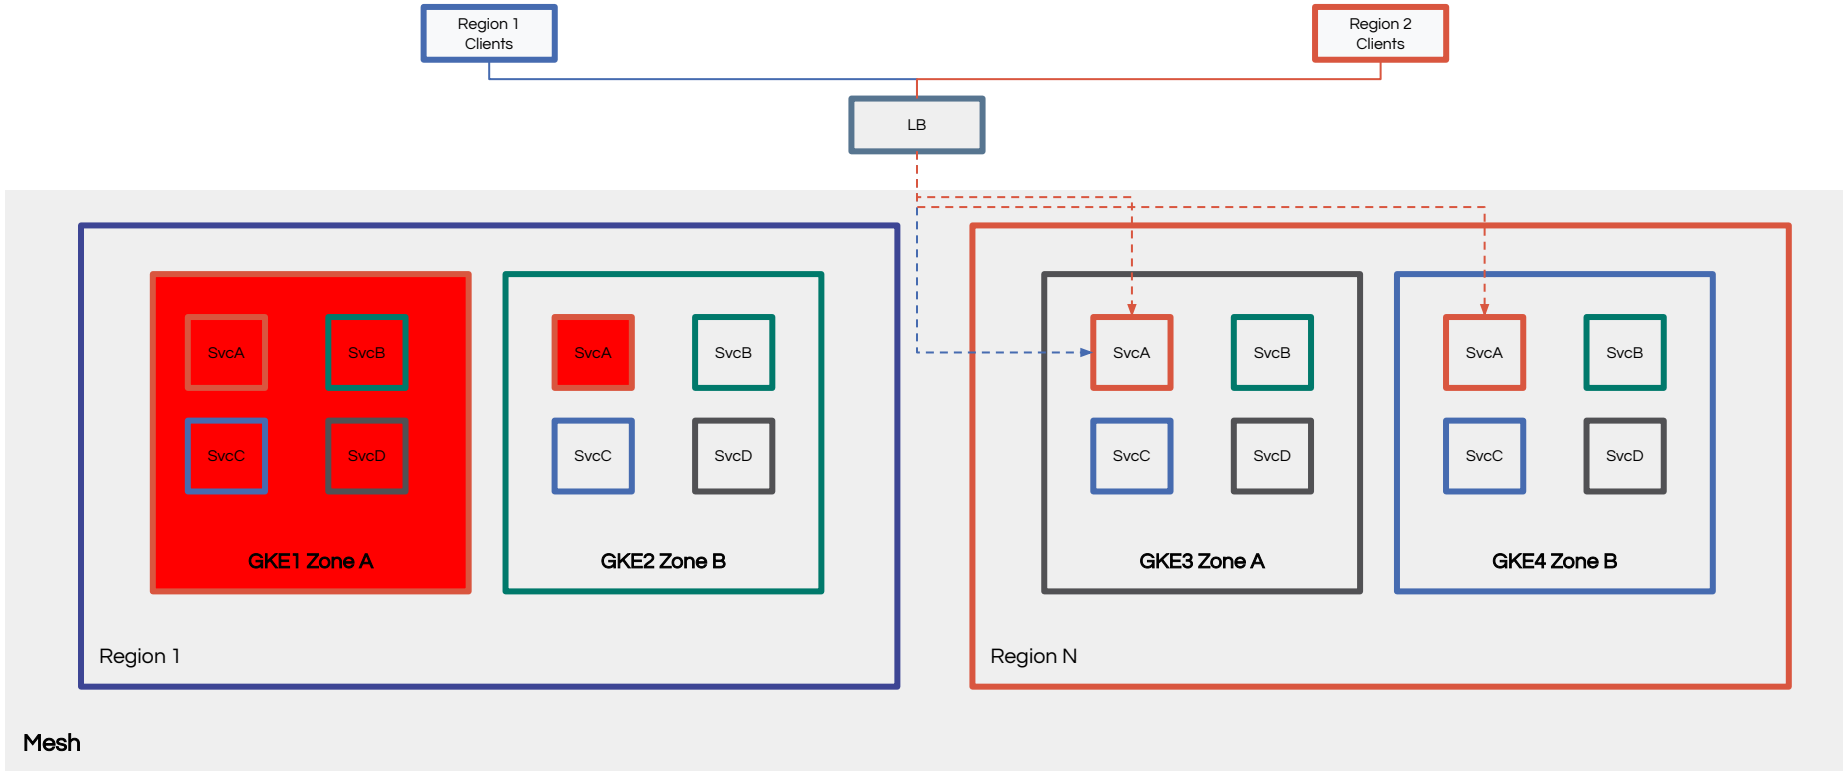 Region 1
Clients
Region 2
Clients
LB
SvcA
SvcB
SvcC
SvcD
GKE1 Zone A
SvcA
SvcB
SvcC
SvcD
GKE2 Zone B
Region 1
SvcA
SvcB
SvcC
SvcD
GKE3 Zone A
SvcA
SvcB
SvcC
SvcD
GKE4 Zone B
Region N
Mesh